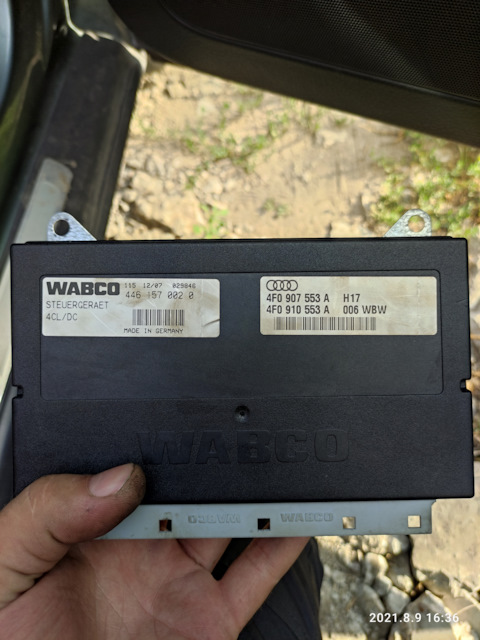 WABCO 115 12/07 - 029846
446 157 002 0
STEUERGERAET
4CL/DC
MADE IN GERMANY
4F0 907 553 A H17
4F0 910 553 A 006 WBW
WABCO
WABCO
2021.8.9 16:36